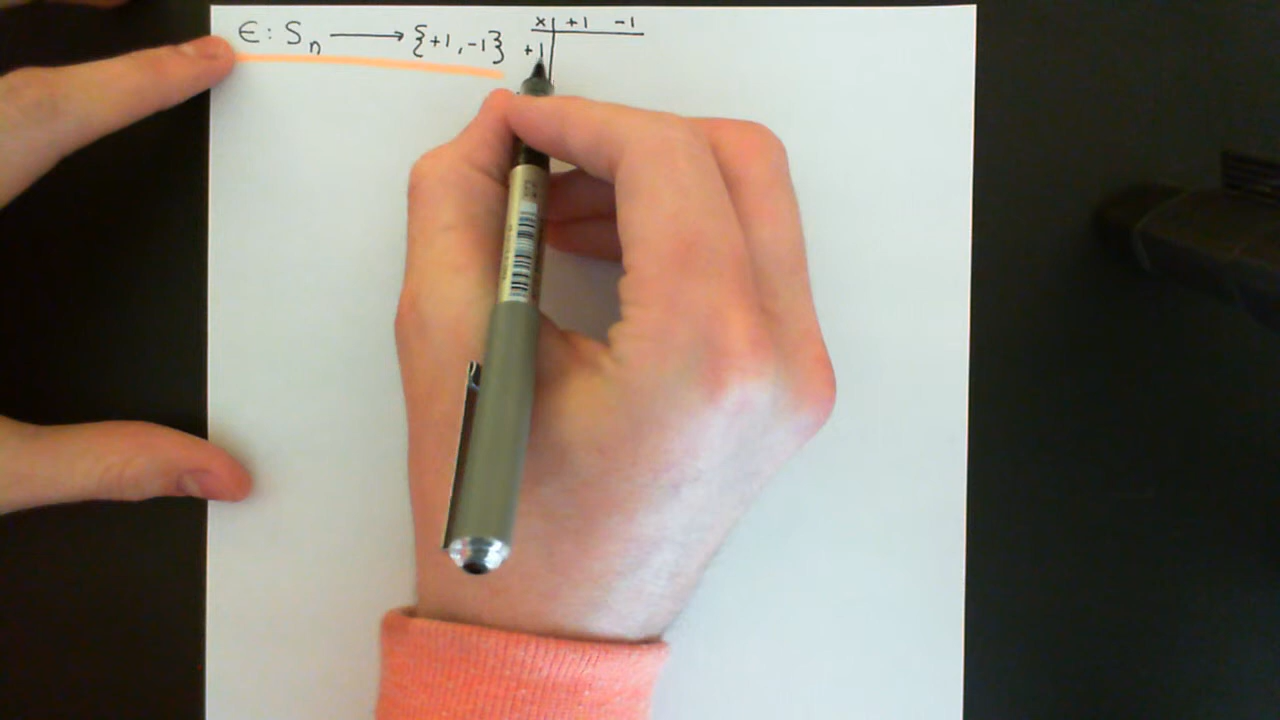 ϵ: Sₙ ⟶ {+1, -1}
× | +1 -1
+1 |